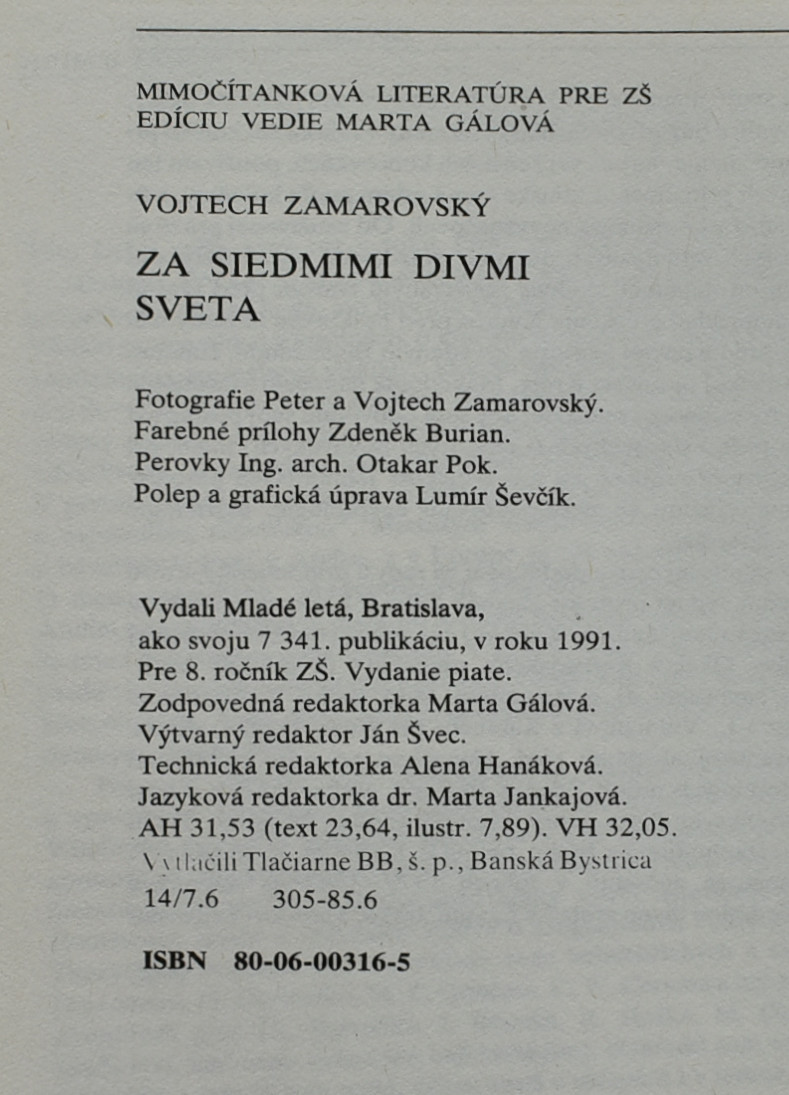 MIMOČÍTANKOVÁ LITERATÚRA PRE ZŠ
EDÍCIU VEDIE MARTA GÁLOVÁ
VOJTECH ZAMAROVSKÝ
ZA SIEDMIMI DIVMI
SVETA
Fotografie Peter a Vojtech Zamarovský.
Farebné prílohy Zdeněk Burian.
Perovky Ing. arch. Otakar Pok.
Polep a grafická úprava Lumír Ševčík.
Vydali Mladé letá, Bratislava,
ako svoju 7 341. publikáciu, v roku 1991.
Pre 8. ročník ZŠ. Vydanie piate.
Zodpovedná redaktorka Marta Gálová.
Výtvarný redaktor Ján Švec.
Technická redaktorka Alena Hanáková.
Jazyková redaktorka dr. Marta Jankajová.
AH 31,53 (text 23,64, ilustr. 7,89). VH 32,05.
Vytlačili Tlačiarne BB, š. p., Banská Bystrica
14/7.6 305-85.6
ISBN 80-06-00316-5